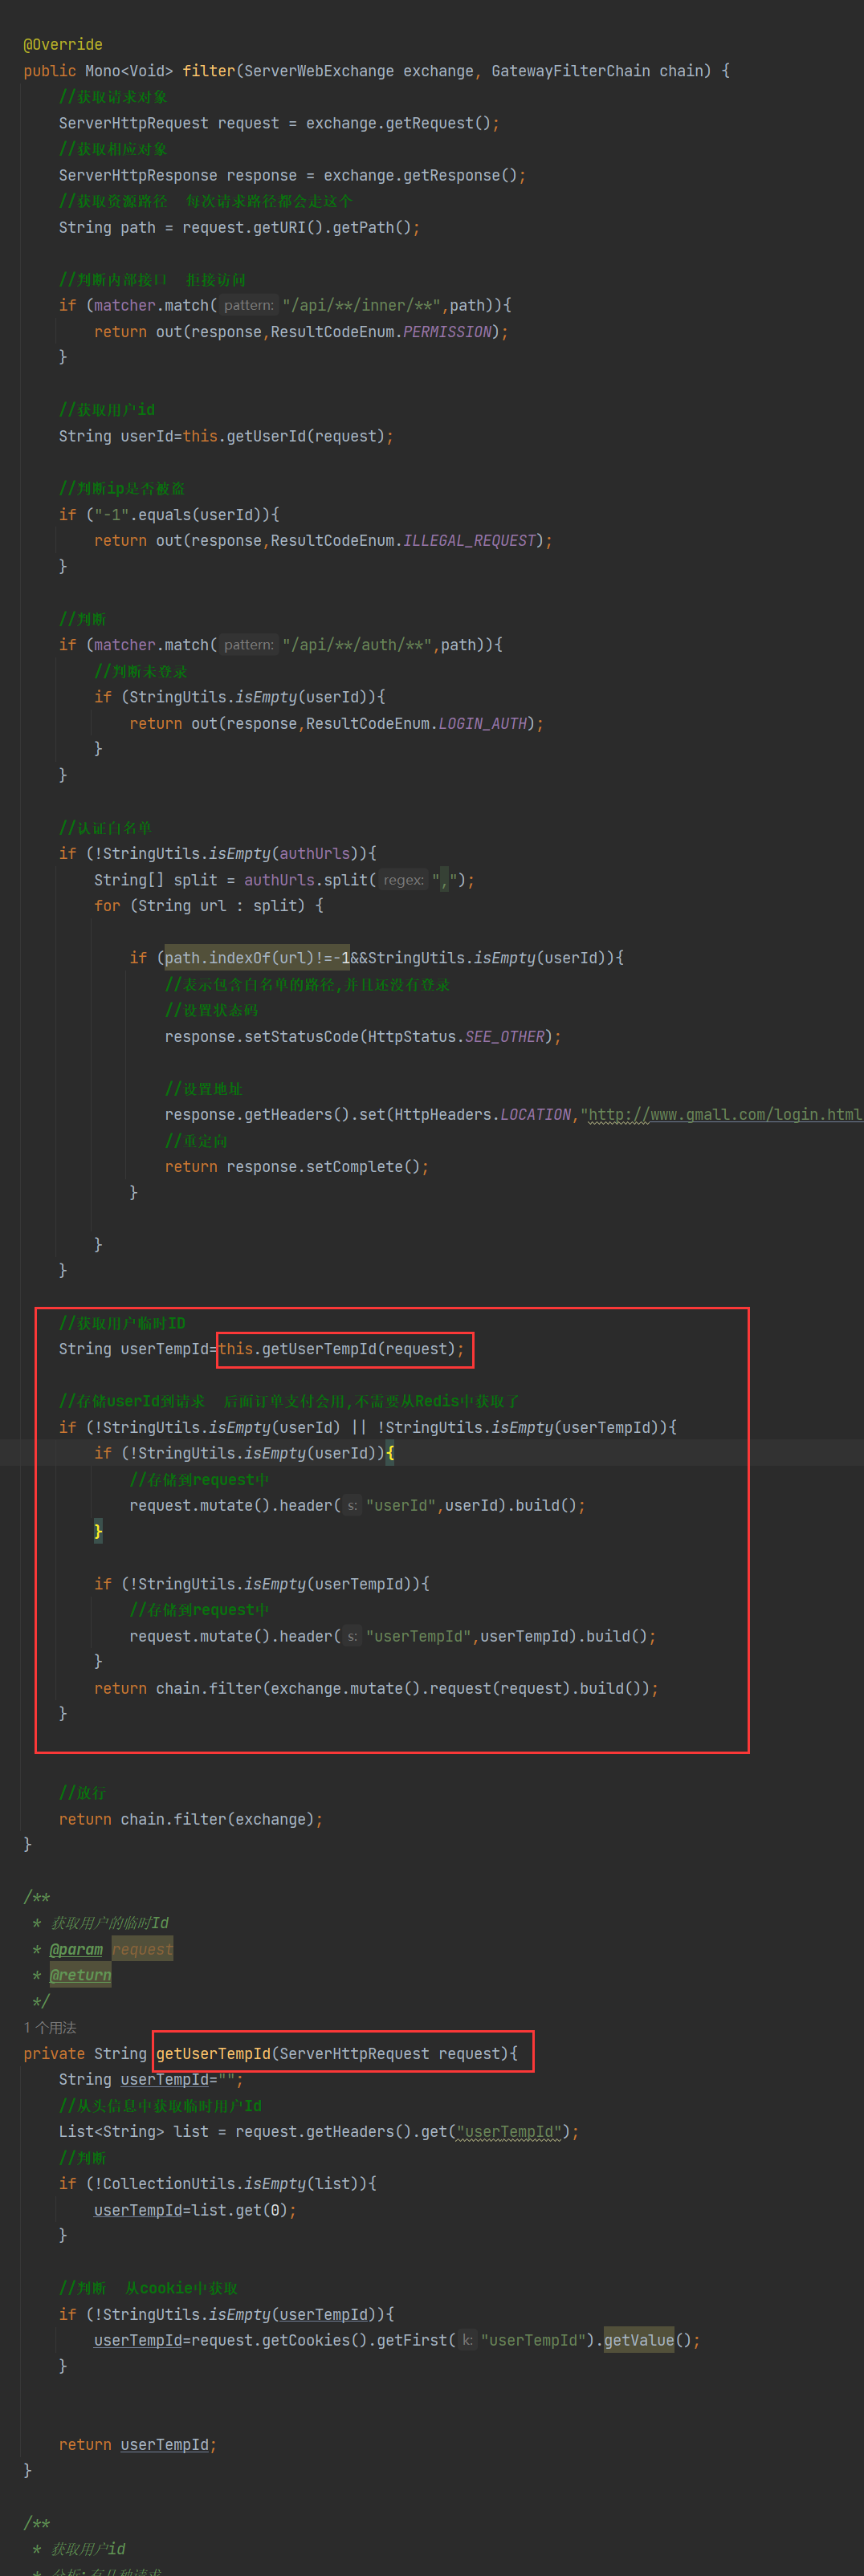 @Override
public Mono<Void> filter(ServerWebExchange exchange, GatewayFilterChain chain) {
//获取请求对象
ServerHttpRequest request = exchange.getRequest();
//获取相应对象
ServerHttpResponse response = exchange.getResponse();
//获取资源路径  每次请求路径都会走这个
String path = request.getURI().getPath();
//判断内部接口  拒接访问
if (matcher.match( pattern: "/api/**/inner/**",path)){
return out(response,ResultCodeEnum.PERMISSION);
}
//获取用户id
String userId=this.getUserId(request);
//判断ip是否被盗
if ("-1".equals(userId)){
return out(response,ResultCodeEnum.ILLEGAL_REQUEST);
}
//判断
if (matcher.match( pattern: "/api/**/auth/**",path)){
//判断未登录
if (StringUtils.isEmpty(userId)){
return out(response,ResultCodeEnum.LOGIN_AUTH);
}
}
//认证白名单
if (!StringUtils.isEmpty(authUrls)){
String[] split = authUrls.split( regex: ",");
for (String url : split) {
if (path.indexOf(url)!=-1&&StringUtils.isEmpty(userId)){
//表示包含白名单的路径,并且还没有登录
//设置状态码
response.setStatusCode(HttpStatus.SEE_OTHER);
//设置地址
response.getHeaders().set(HttpHeaders.LOCATION,"http://www.gmall.com/login.html
//重定向
return response.setComplete();
}
}
}
//获取用户临时ID
String userTempId=this.getUserTempId(request);
//存储userId到请求  后面订单支付会用,不需要从Redis中获取了
if (!StringUtils.isEmpty(userId) || !StringUtils.isEmpty(userTempId)){
if (!StringUtils.isEmpty(userId)){
//存储到request中
request.mutate().header( s: "userId",userId).build();
}
if (!StringUtils.isEmpty(userTempId)){
//存储到request中
request.mutate().header( s: "userTempId",userTempId).build();
}
return chain.filter(exchange.mutate().request(request).build());
}
//放行
return chain.filter(exchange);
}
/**
* 获取用户的临时Id
* @param request
* @return
*/
1 个用法
private String getUserTempId(ServerHttpRequest request){
String userTempId="";
//从头信息中获取临时用户Id
List<String> list = request.getHeaders().get("userTempId");
//判断
if (!CollectionUtils.isEmpty(list)){
userTempId=list.get(0);
}
//判断  从cookie中获取
if (!StringUtils.isEmpty(userTempId)){
userTempId=request.getCookies().getFirst( k: "userTempId").getValue();
}
return userTempId;
}
/**
* 获取用户id
* 分析:有几种请求